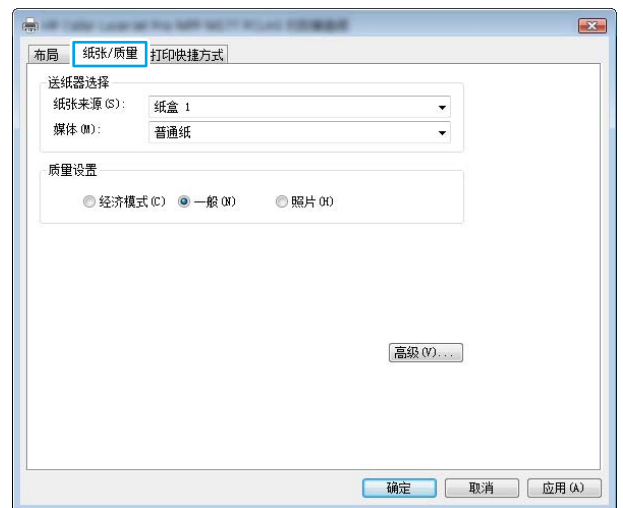 布局 纸张/质量 打印快捷方式
送纸器选择
纸张来源(S): 纸盒 1
媒体(M): 普通纸
质量设置
经济模式(C) 一般(N) 照片(H)
高级(V)...
确定 取消 应用(A)